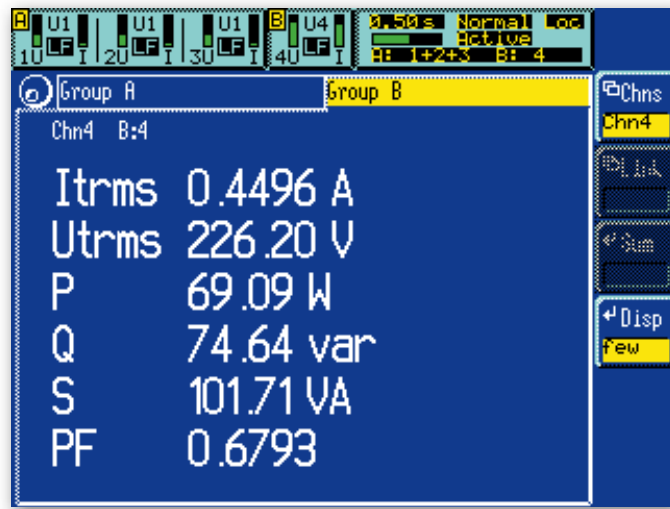 A U1 U1 U1 B U4 0.50s Normal Loc
LF LF LF LF Active
1U I 2U I 3U I 4U I A: 1+2+3 B: 4
Group A Group B
Chns
Chn4
Chn4 B:4
Link
Itrms 0.4496 A
Utrms 226.20 V
Sum
P 69.09 W
Disp
few
Q 74.64 var
S 101.71 VA
PF 0.6793